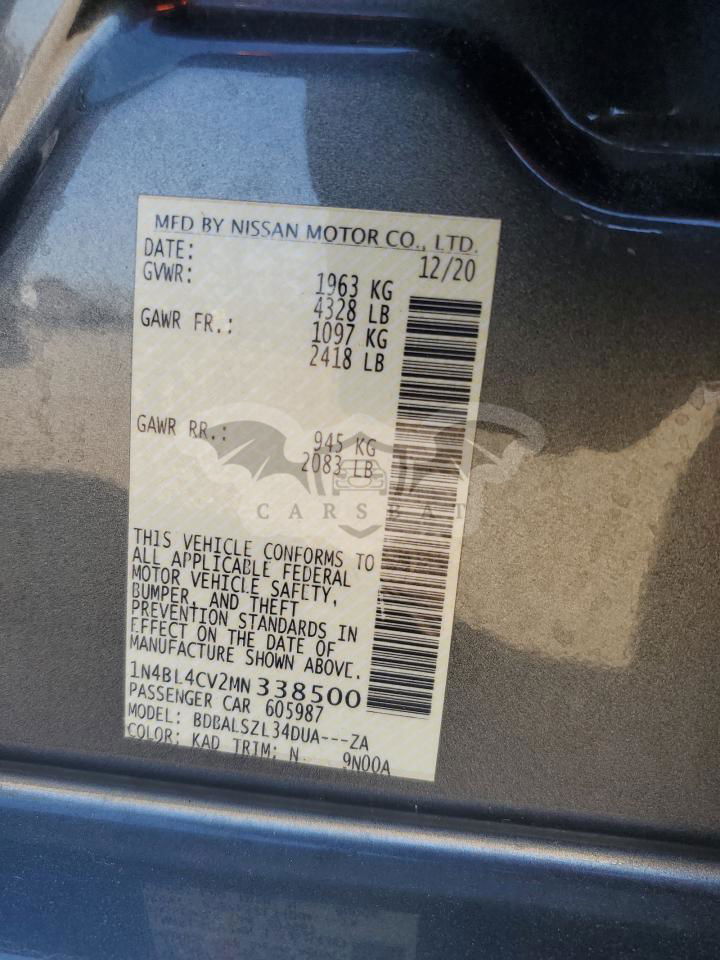 MFD BY NISSAN MOTOR CO., LTD.
DATE: 12/20
GVWR: 1963 KG
4328 LB
GAWR FR.: 1097 KG
2418 LB
GAWR RR.: 945 KG
2083 LB
CARSBAT
THIS VEHICLE CONFORMS TO
ALL APPLICABLE FEDERAL
MOTOR VEHICLE SAFETY,
BUMPER, AND THEFT
PREVENTION STANDARDS IN
EFFECT ON THE DATE OF
MANUFACTURE SHOWN ABOVE.
1N4BL4CV2MN338500
PASSENGER CAR 605987
MODEL: BDBALSZL34DUA---ZA
COLOR: KAD TRIM: N 9N00A